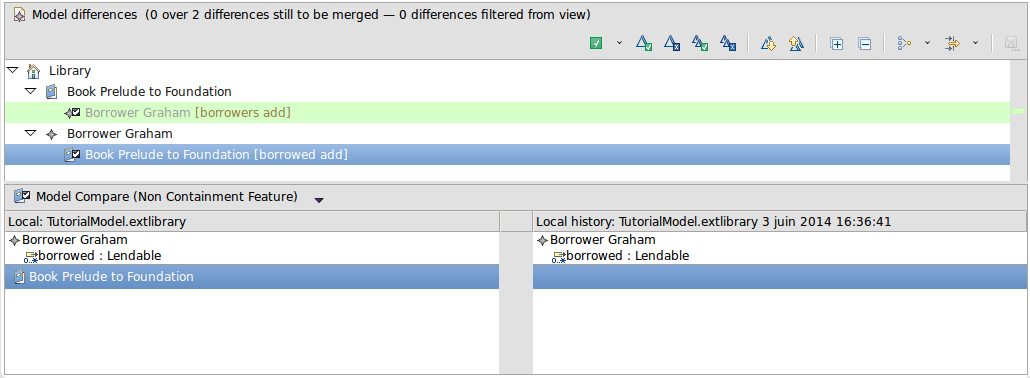 Model differences (0 over 2 differences still to be merged — 0 differences filtered from view)
Library
Book Prelude to Foundation
Borrower Graham [borrowers add]
Borrower Graham
Book Prelude to Foundation [borrowed add]
Model Compare (Non Containment Feature)
Local: TutorialModel.extlibrary
Local history: TutorialModel.extlibrary 3 juin 2014 16:36:41
Borrower Graham
Borrower Graham
borrowed : Lendable
borrowed : Lendable
Book Prelude to Foundation